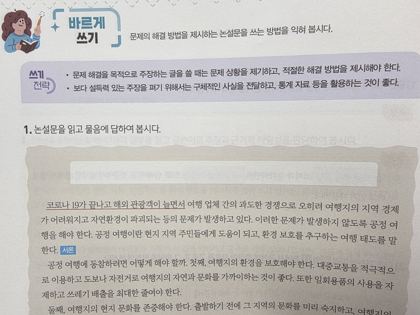 바르게
쓰기
문제의 해결 방법을 제시하는 논설문을 쓰는 방법을 익혀 봅시다.
쓰기
전략
• 문제 해결을 목적으로 주장하는 글을 쓸 때는 문제 상황을 제기하고, 적절한 해결 방법을 제시해야 한다.
• 보다 설득력 있는 주장을 펴기 위해서는 구체적인 사실을 전달하고, 통계 자료 등을 활용하는 것이 좋다.
1. 논설문을 읽고 물음에 답하여 봅시다.
코로나 19가 끝나고 해외 관광객이 늘면서 여행 업체 간의 과도한 경쟁으로 오히려 여행지의 지역 경제
가 어려워지고 자연환경이 파괴되는 등의 문제가 발생하고 있다. 이러한 문제가 발생하지 않도록 공정 여
행을 해야 한다. 공정 여행이란 현지 지역 주민들에게 도움이 되고, 환경 보호를 추구하는 여행 태도를 말
한다. 서론
공정 여행에 동참하려면 어떻게 해야 할까. 첫째, 여행지의 환경을 보호해야 한다. 대중교통을 적극적으
로 이용하고 도보나 자전거로 여행지의 자연과 문화를 가까이하는 것이 좋다. 또한 일회용품의 사용을 자
제하고 쓰레기 배출을 최대한 줄여야 한다.
둘째, 여행지의 현지 문화를 존중해야 한다. 출발하기 전에 그 지역의 문화를 미리 숙지하고, 여행지의